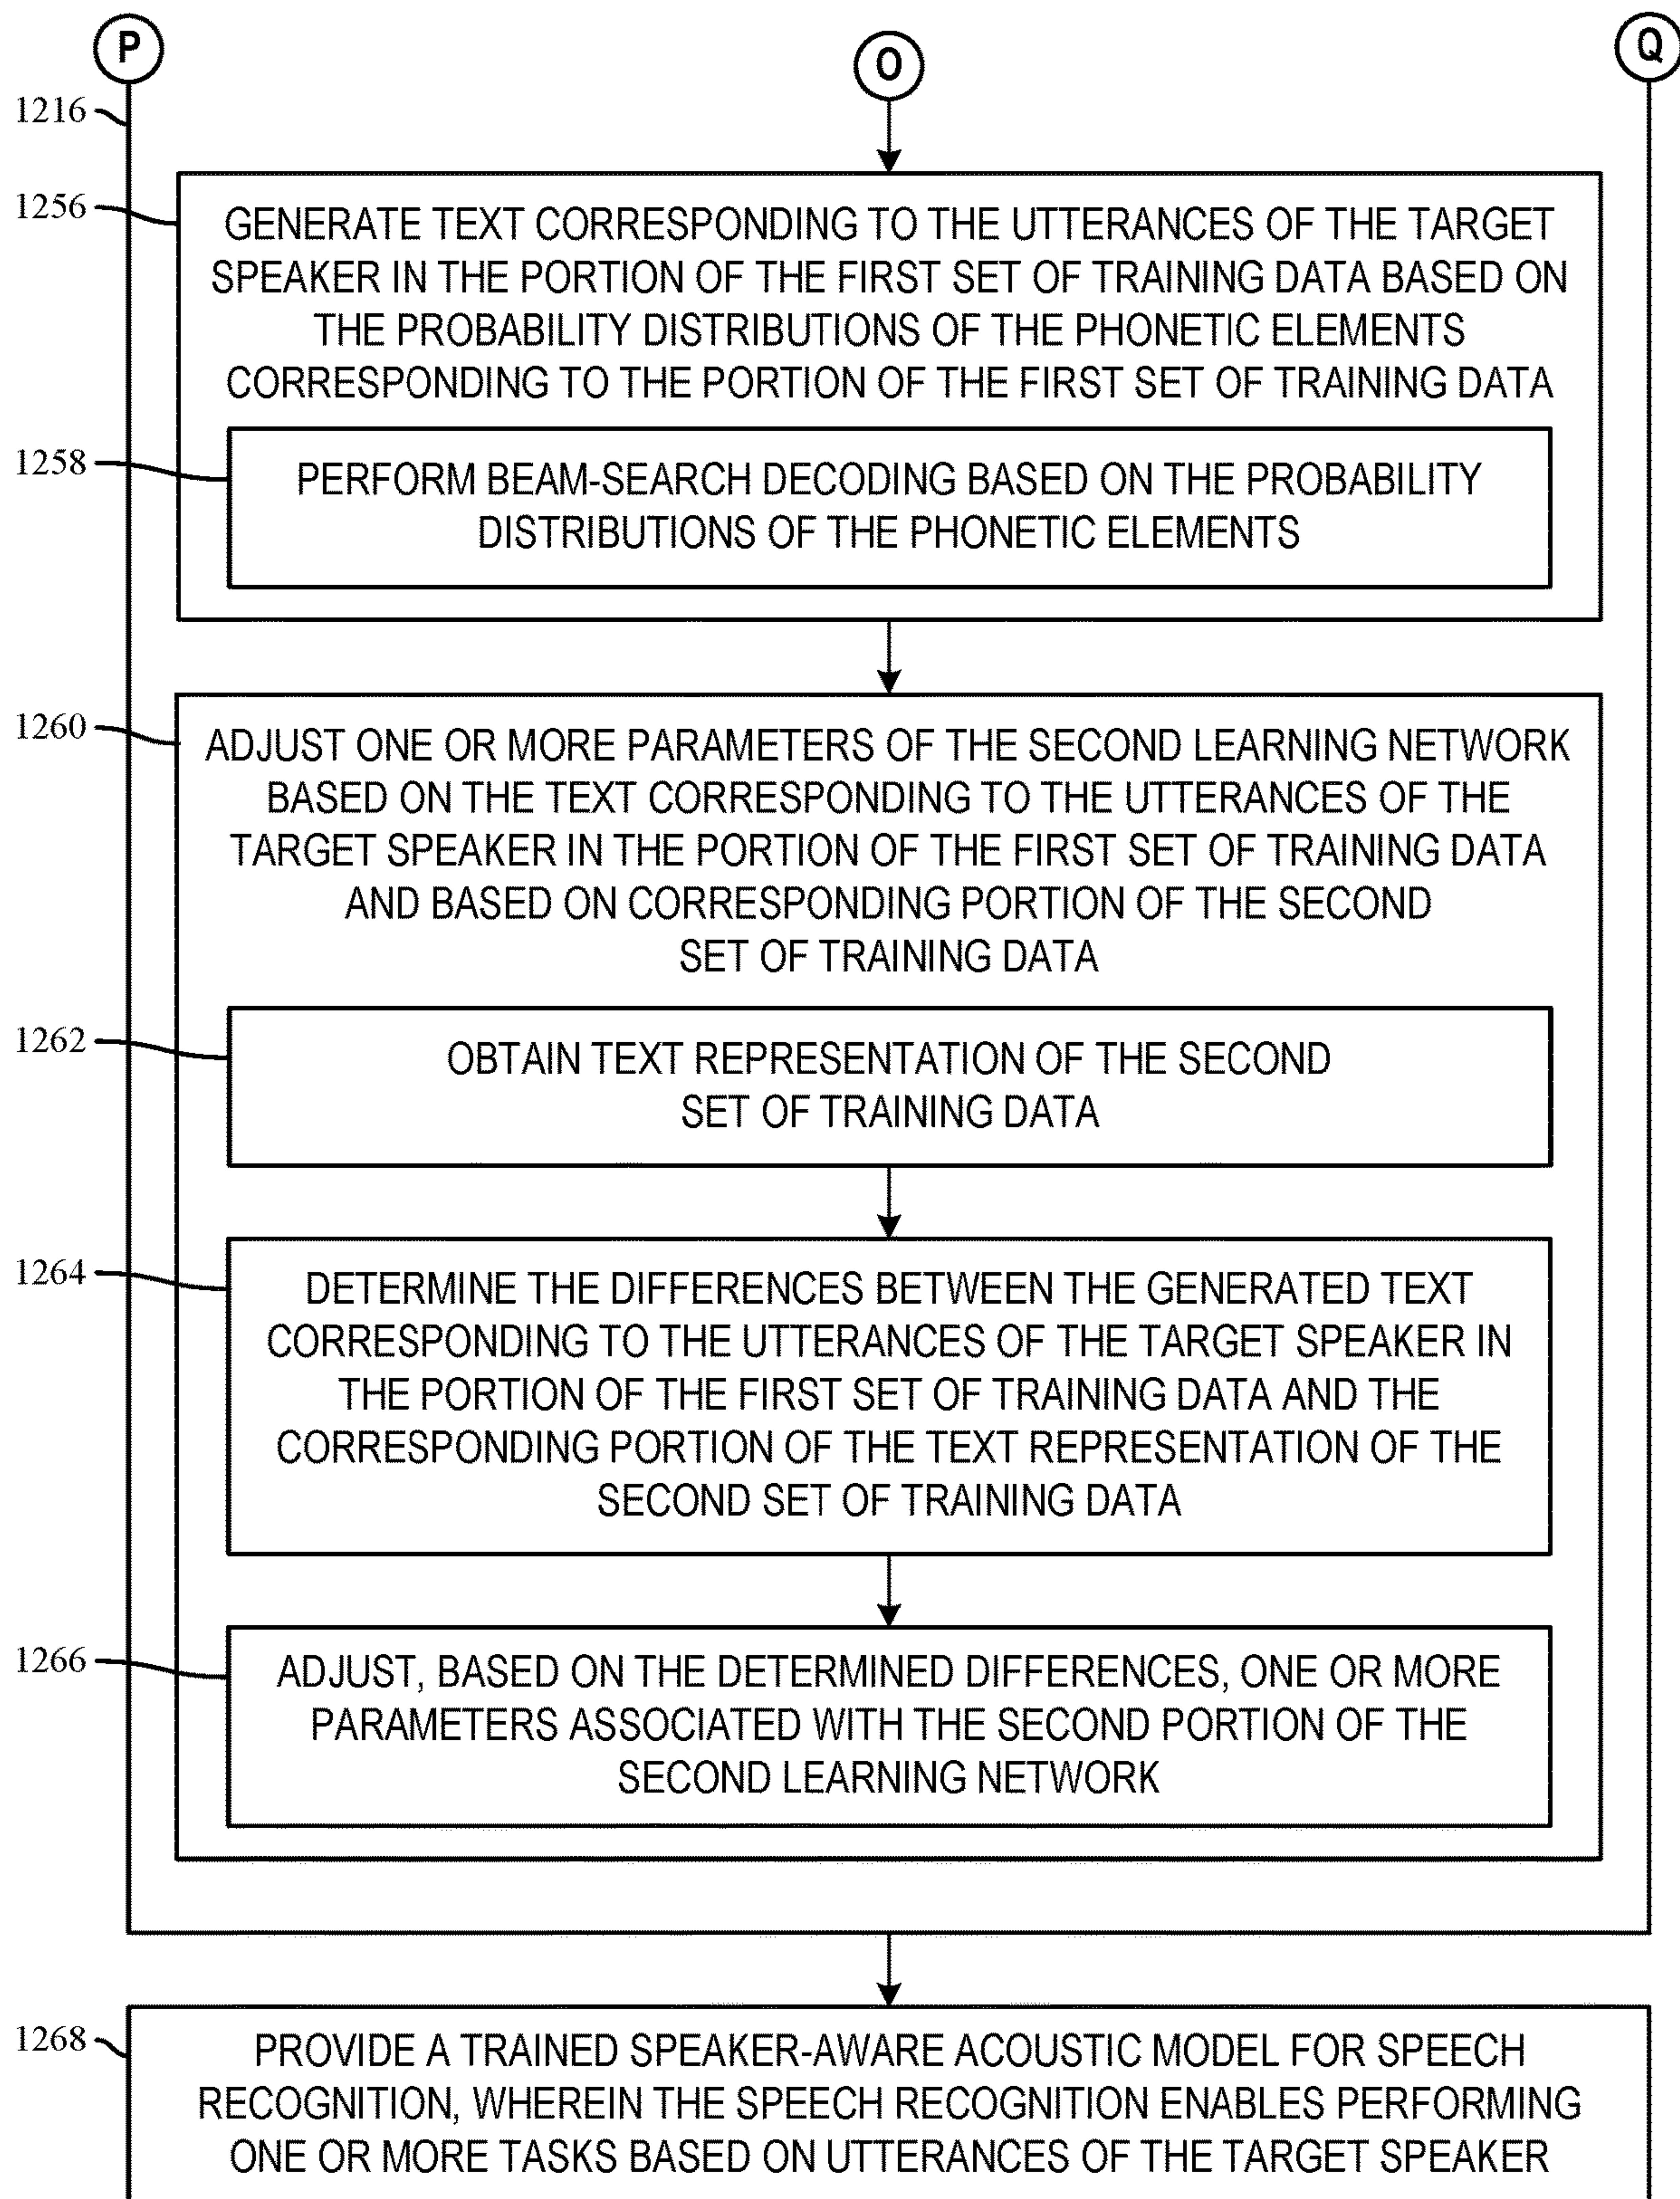 P
O
Q
1216
1256
GENERATE TEXT CORRESPONDING TO THE UTTERANCES OF THE TARGET
SPEAKER IN THE PORTION OF THE FIRST SET OF TRAINING DATA BASED ON
THE PROBABILITY DISTRIBUTIONS OF THE PHONETIC ELEMENTS
CORRESPONDING TO THE PORTION OF THE FIRST SET OF TRAINING DATA
1258
PERFORM BEAM-SEARCH DECODING BASED ON THE PROBABILITY
DISTRIBUTIONS OF THE PHONETIC ELEMENTS
1260
ADJUST ONE OR MORE PARAMETERS OF THE SECOND LEARNING NETWORK
BASED ON THE TEXT CORRESPONDING TO THE UTTERANCES OF THE
TARGET SPEAKER IN THE PORTION OF THE FIRST SET OF TRAINING DATA
AND BASED ON CORRESPONDING PORTION OF THE SECOND
SET OF TRAINING DATA
1262
OBTAIN TEXT REPRESENTATION OF THE SECOND
SET OF TRAINING DATA
1264
DETERMINE THE DIFFERENCES BETWEEN THE GENERATED TEXT
CORRESPONDING TO THE UTTERANCES OF THE TARGET SPEAKER IN
THE PORTION OF THE FIRST SET OF TRAINING DATA AND THE
CORRESPONDING PORTION OF THE TEXT REPRESENTATION OF THE
SECOND SET OF TRAINING DATA
1266
ADJUST, BASED ON THE DETERMINED DIFFERENCES, ONE OR MORE
PARAMETERS ASSOCIATED WITH THE SECOND PORTION OF THE
SECOND LEARNING NETWORK
1268
PROVIDE A TRAINED SPEAKER-AWARE ACOUSTIC MODEL FOR SPEECH
RECOGNITION, WHEREIN THE SPEECH RECOGNITION ENABLES PERFORMING
ONE OR MORE TASKS BASED ON UTTERANCES OF THE TARGET SPEAKER